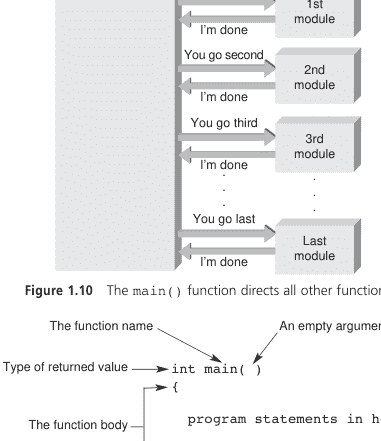 1st
module
I'm done
You go second
2nd
module
I'm done
You go third
3rd
module
I'm done
You go last
Last
module
I'm done
Figure 1.10 The main() function directs all other
The function name
An empty
Type of returned value
int main( )
{
program statements in
The function body